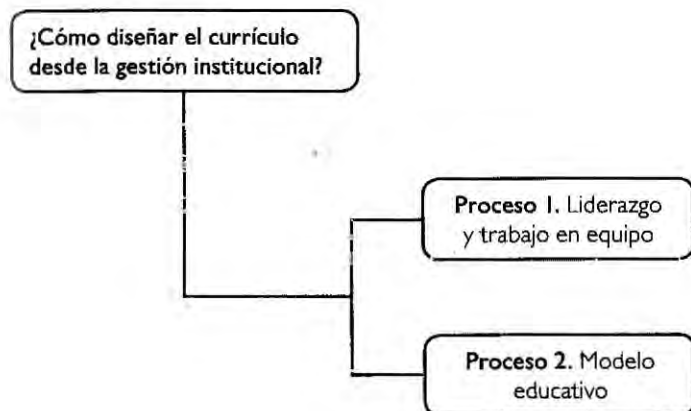 ¿Cómo diseñar el currículo
desde la gestión institucional?
Proceso 1. Liderazgo
y trabajo en equipo
Proceso 2. Modelo
educativo